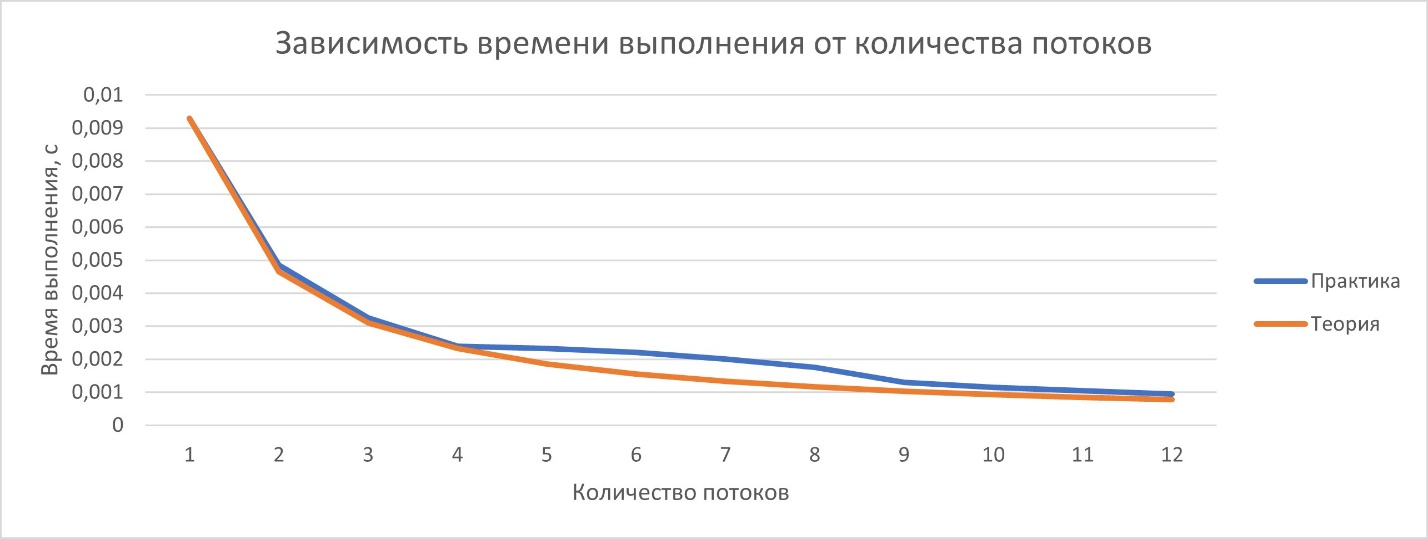 Зависимость времени выполнения от количества потоков
Время выполнения, с
0,01
0,009
0,008
0,007
0,006
0,005
0,004
0,003
0,002
0,001
0
1 2 3 4 5 6 7 8 9 10 11 12
Количество потоков
Практика
Теория